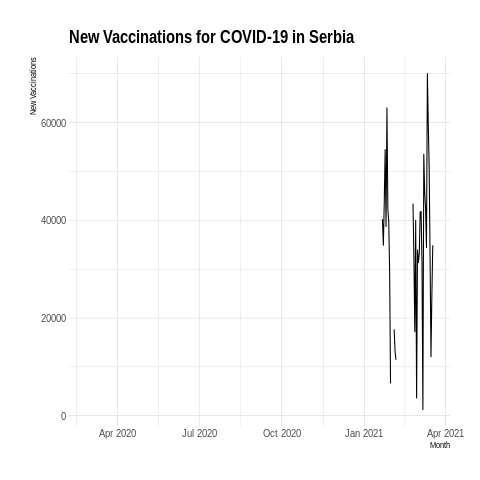 New Vaccinations for COVID-19 in Serbia
New Vaccinations
60000
40000
20000
0
Apr 2020 Jul 2020 Oct 2020 Jan 2021 Apr 2021
Month